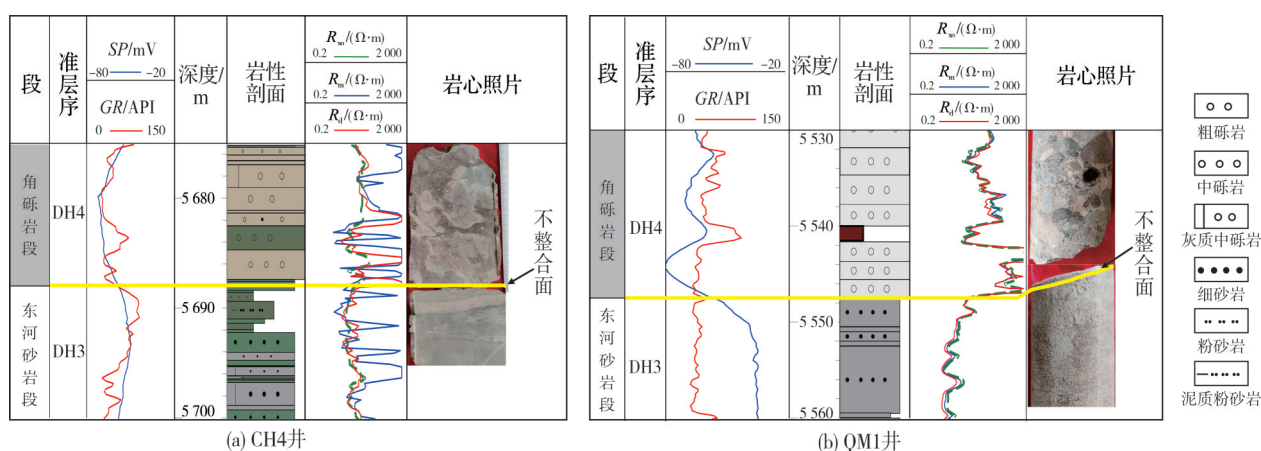 段
准层序
SP/mV
−80 −20
GR/API
0 150
深度/
m
岩性
剖面
Rxo/(Ω·m)
0.2 2 000
Rm/(Ω·m)
0.2 2 000
Rd/(Ω·m)
0.2 2 000
岩心照片
角砾岩段
DH4
东河砂岩段
DH3
5 680
5 690
5 700
不整合面
(a) CH4井
段
准层序
SP/mV
−80 −20
GR/API
0 150
深度/
m
岩性
剖面
Rxo/(Ω·m)
0.2 2 000
Rm/(Ω·m)
0.2 2 000
Rd/(Ω·m)
0.2 2 000
岩心照片
角砾岩段
DH4
东河砂岩段
DH3
5 530
5 540
5 550
5 560
不整合面
(b) QM1井
粗砾岩
中砾岩
灰质中砾岩
细砂岩
粉砂岩
泥质粉砂岩